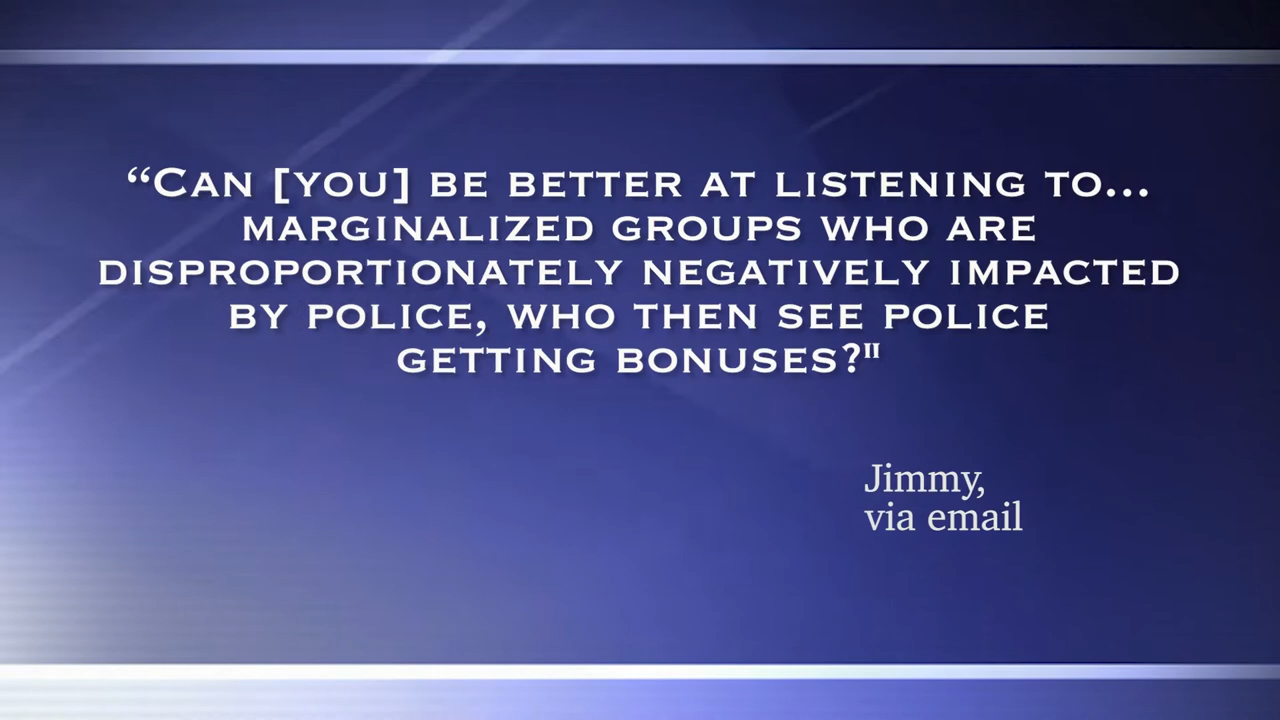 “CAN [YOU] BE BETTER AT LISTENING TO...
MARGINALIZED GROUPS WHO ARE
DISPROPORTIONATELY NEGATIVELY IMPACTED
BY POLICE, WHO THEN SEE POLICE
GETTING BONUSES?"
Jimmy,
via email